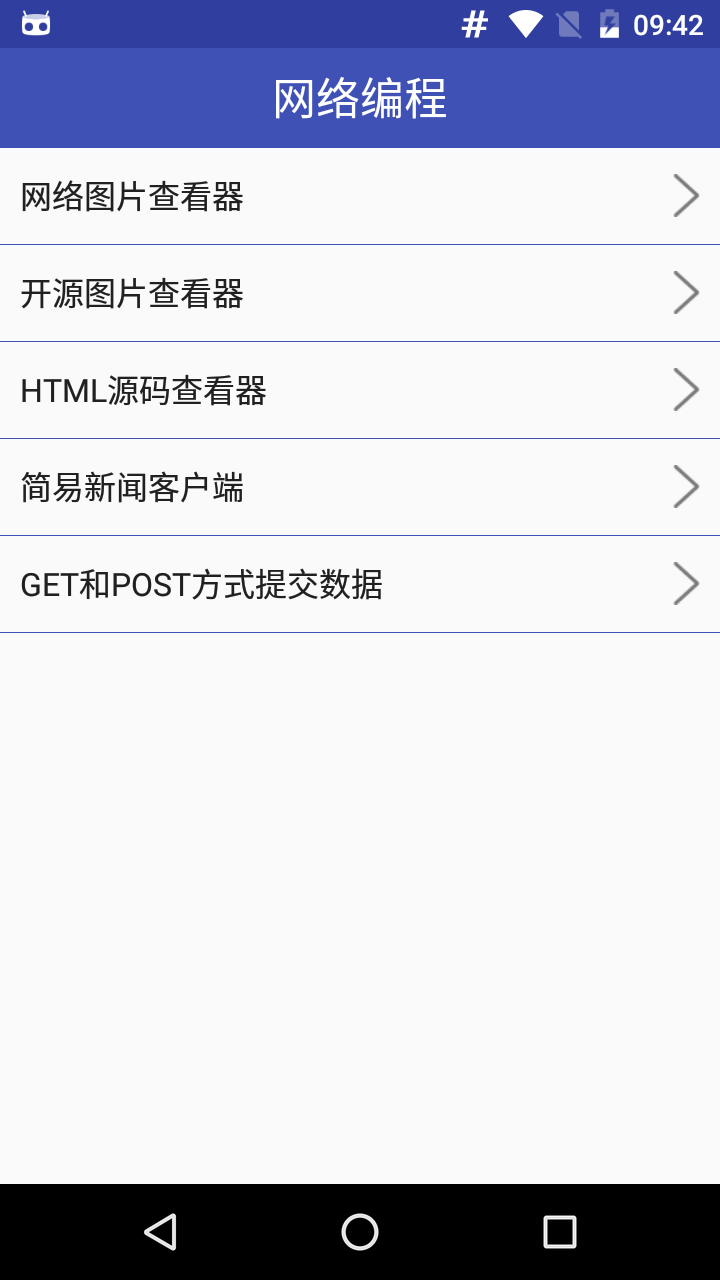 # 09:42
网络编程
网络图片查看器
开源图片查看器
HTML源码查看器
简易新闻客户端
GET和POST方式提交数据